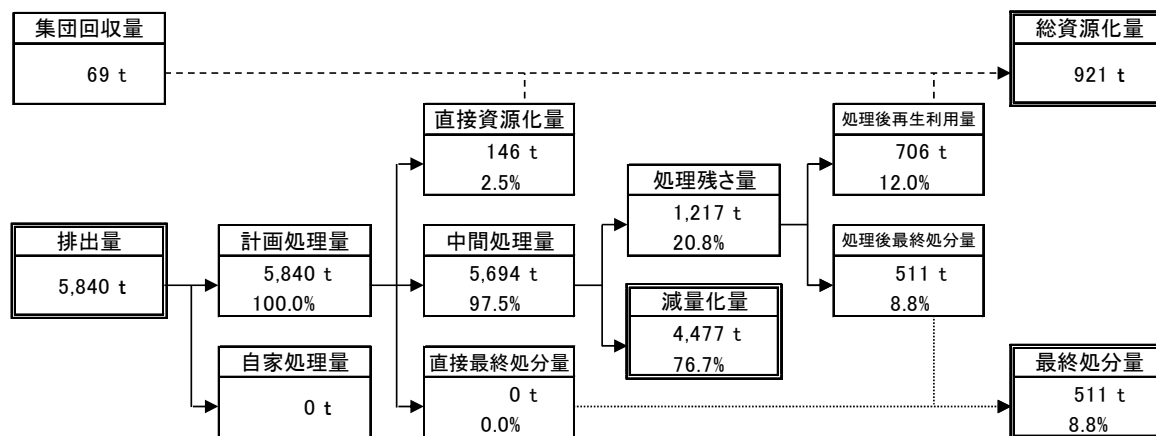 集団回収量
69 t
総資源化量
921 t
直接資源化量
146 t
2.5%
処理後再生利用量
706 t
12.0%
処理残さ量
1,217 t
20.8%
排出量
5,840 t
計画処理量
5,840 t
100.0%
中間処理量
5,694 t
97.5%
処理後最終処分量
511 t
8.8%
減量化量
4,477 t
76.7%
自家処理量
0 t
直接最終処分量
0 t
0.0%
最終処分量
511 t
8.8%